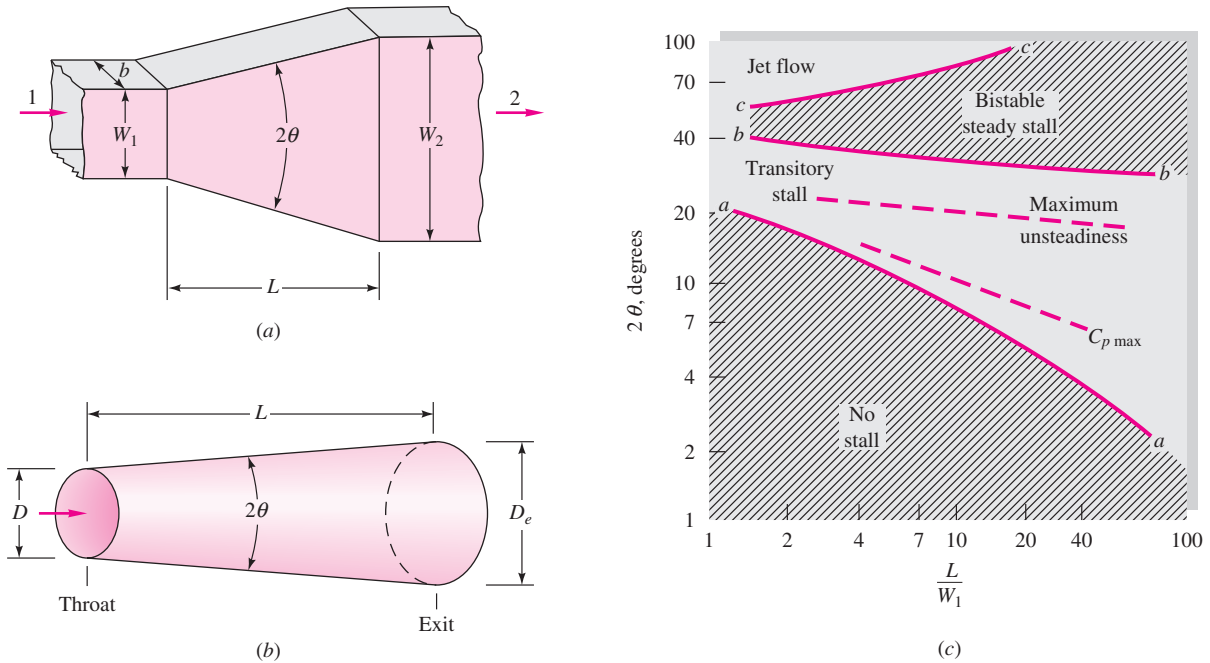 b
1
W₁
2θ
W₂
2
L
(a)
L
D
2θ
Dₑ
Throat
Exit
(b)
100
70
40
20
10
7
4
2
1
2 θ, degrees
Jet flow
c
c
Bistable
steady stall
b
b
Transitory
stall
Maximum
unsteadiness
a
Cp max
No
stall
a
1
2
4
7
10
20
40
100
L
W₁
(c)